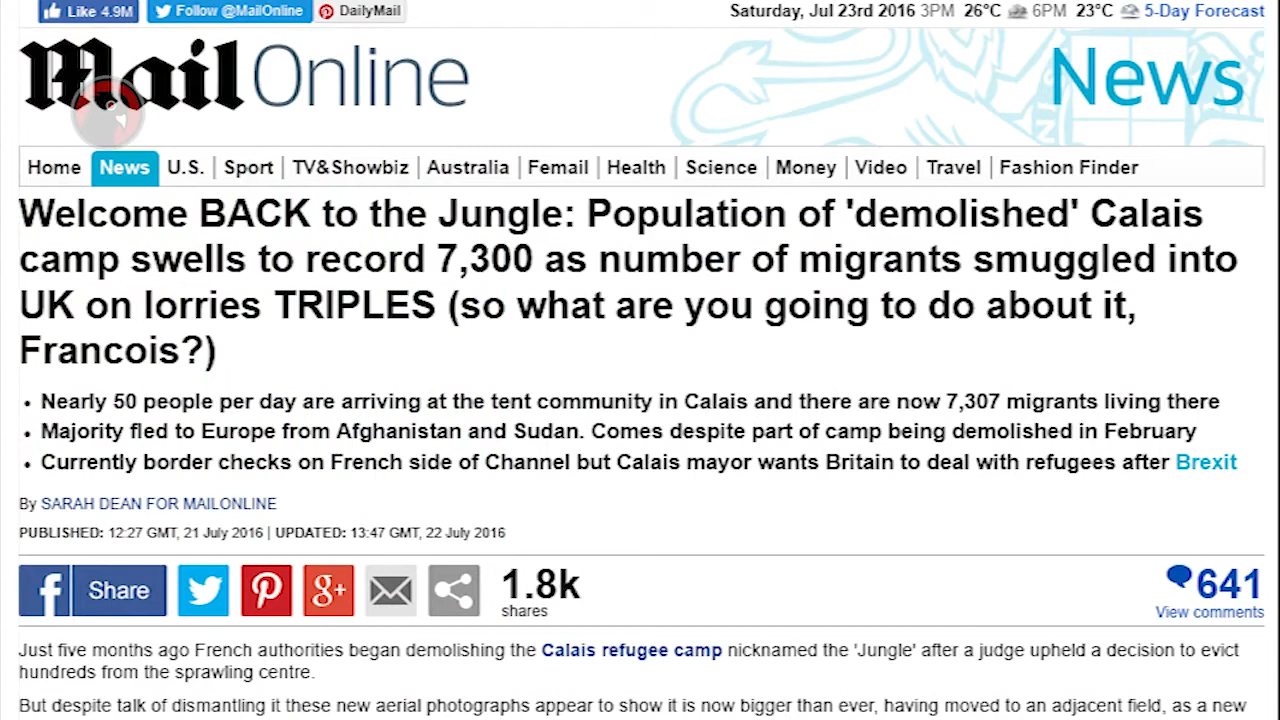 Like 4.9M Follow @MailOnline DailyMail Saturday, Jul 23rd 2016 3PM 26°C 6PM 23°C 5-Day Forecast
Mail Online News
Home News U.S. Sport TV&Showbiz Australia Femail Health Science Money Video Travel Fashion Finder
Welcome BACK to the Jungle: Population of 'demolished' Calais
camp swells to record 7,300 as number of migrants smuggled into
UK on lorries TRIPLES (so what are you going to do about it,
Francois?)
• Nearly 50 people per day are arriving at the tent community in Calais and there are now 7,307 migrants living there
• Majority fled to Europe from Afghanistan and Sudan. Comes despite part of camp being demolished in February
• Currently border checks on French side of Channel but Calais mayor wants Britain to deal with refugees after Brexit
By SARAH DEAN FOR MAILONLINE
PUBLISHED: 12:27 GMT, 21 July 2016 | UPDATED: 13:47 GMT, 22 July 2016
Share 1.8k 641
shares View comments
Just five months ago French authorities began demolishing the Calais refugee camp nicknamed the 'Jungle' after a judge upheld a decision to evict
hundreds from the sprawling centre.
But despite talk of dismantling it these new aerial photographs appear to show it is now bigger than ever, having moved to an adjacent field, as a new